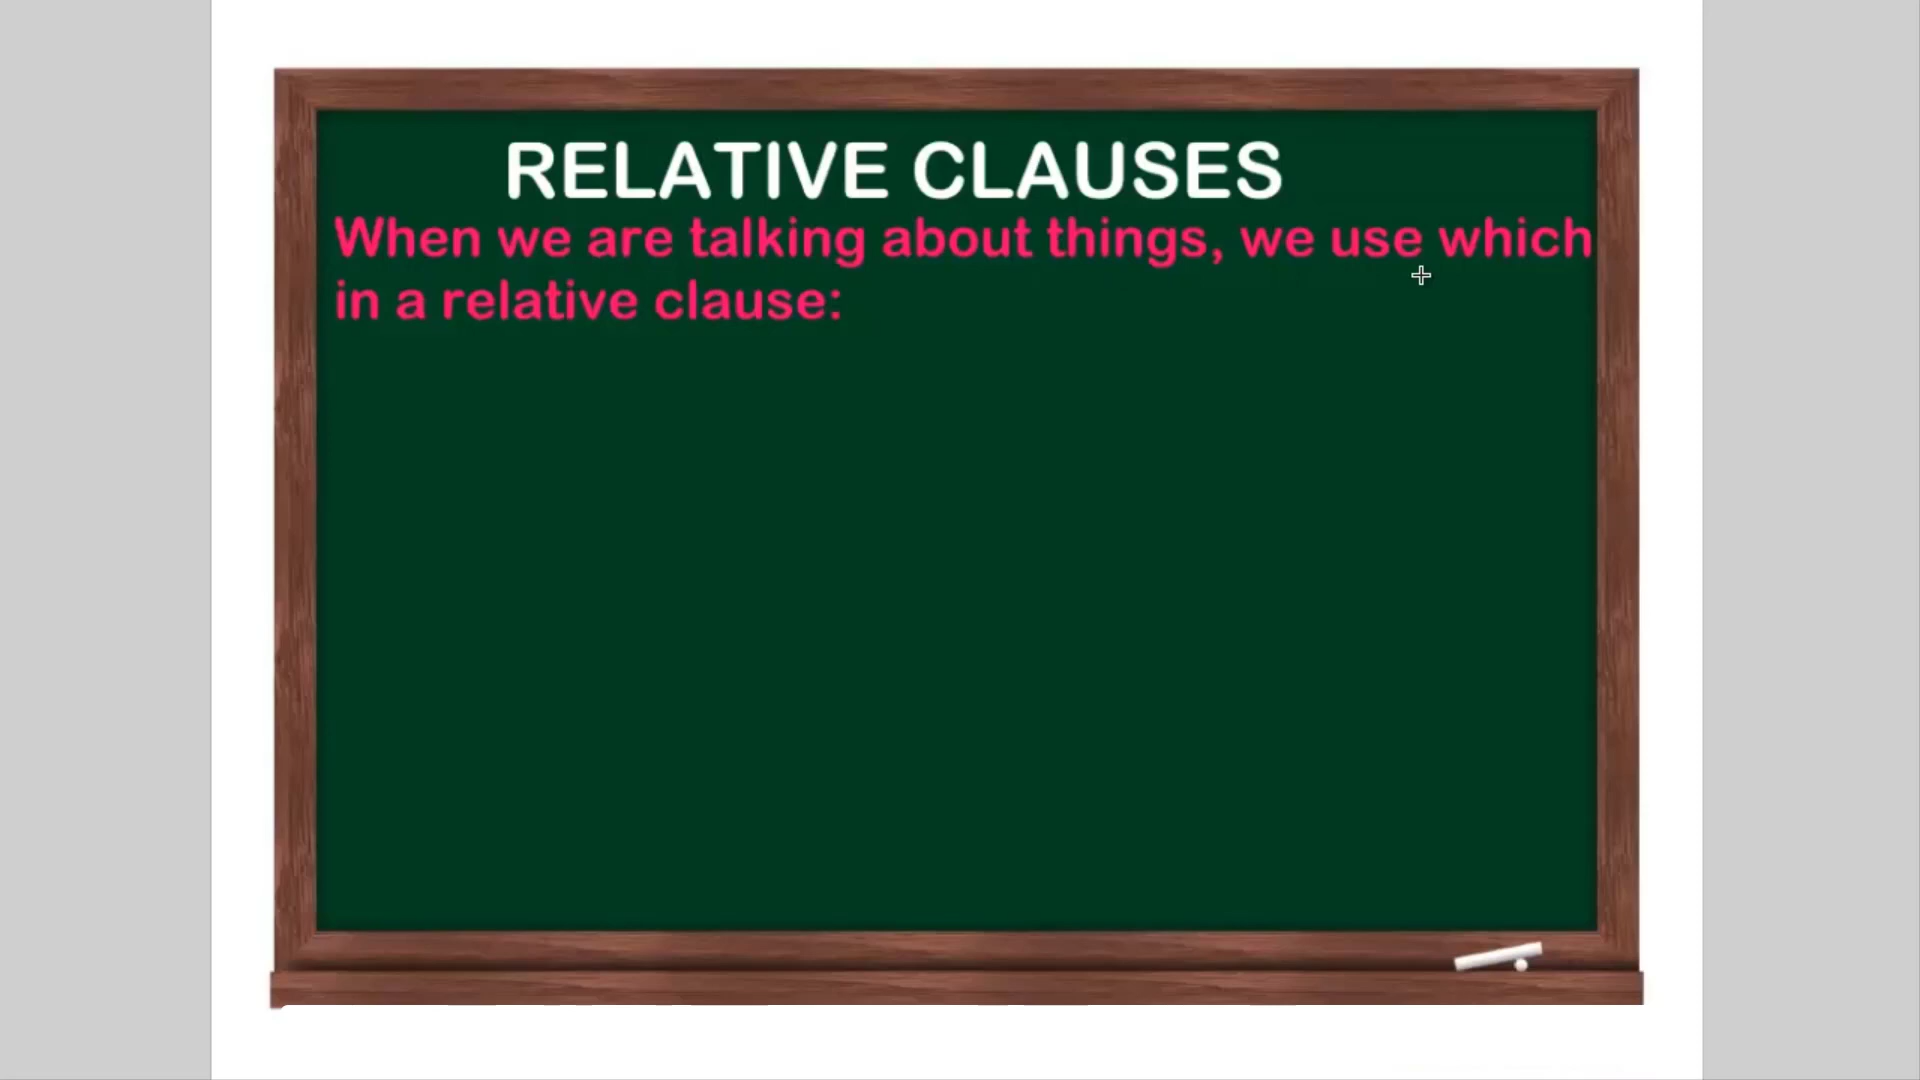 RELATIVE CLAUSES
When we are talking about things, we use which
in a relative clause: